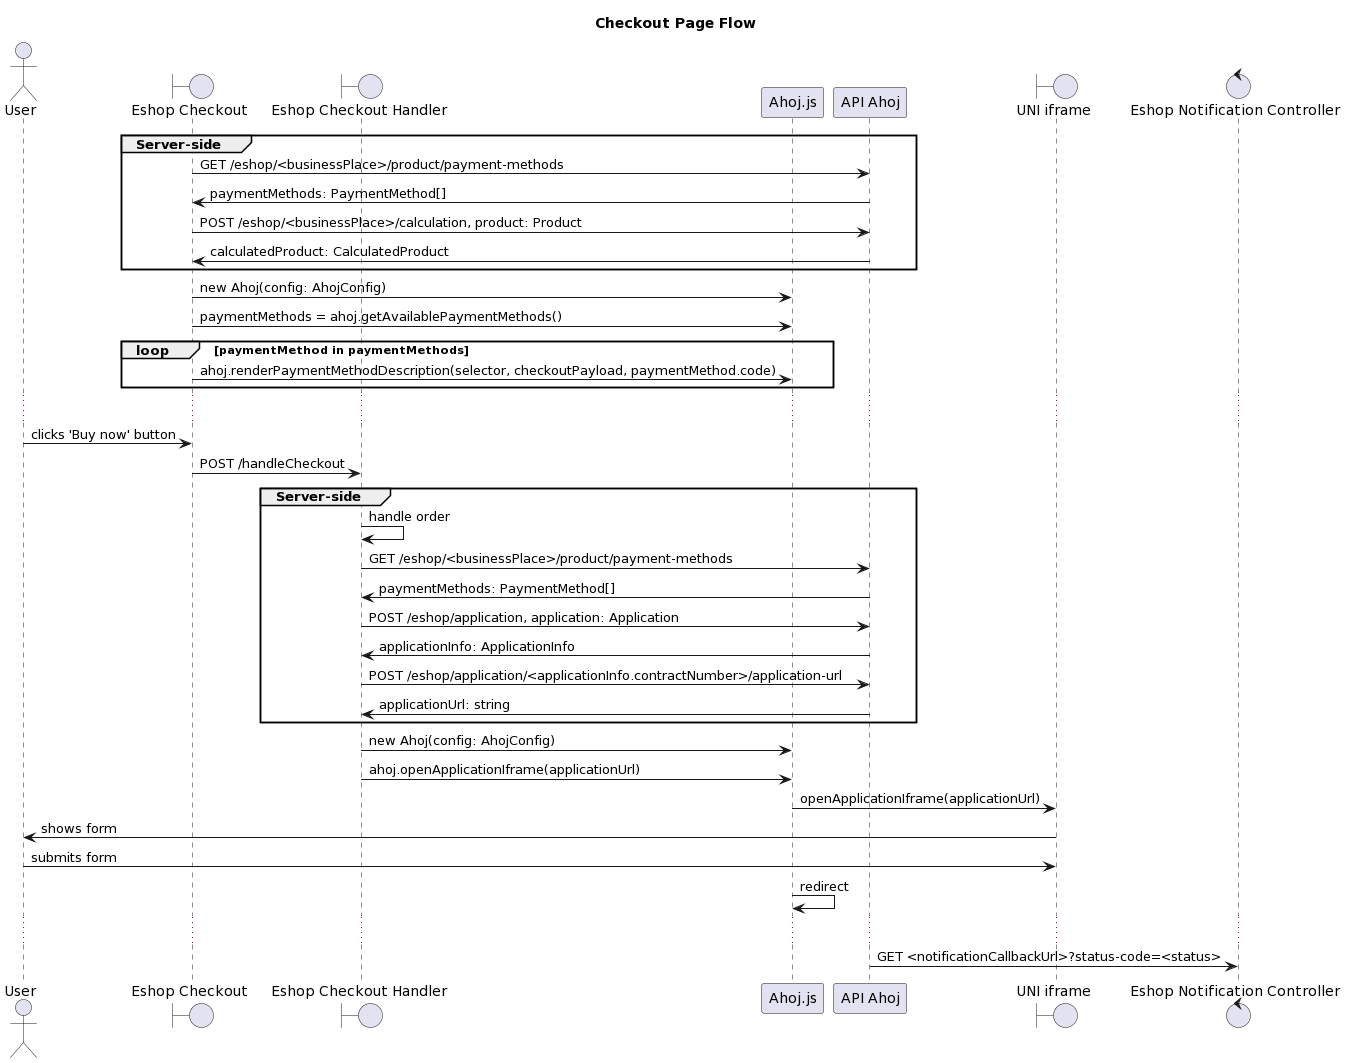 Checkout Page Flow
User
Eshop Checkout
Eshop Checkout Handler
Ahoj.js
API Ahoj
UNI iframe
Eshop Notification Controller
Server-side
GET /eshop/<businessPlace>/product/payment-methods
paymentMethods: PaymentMethod[]
POST /eshop/<businessPlace>/calculation, product: Product
calculatedProduct: CalculatedProduct
new Ahoj(config: AhojConfig)
paymentMethods = ahoj.getAvailablePaymentMethods()
loop [paymentMethod in paymentMethods]
ahoj.renderPaymentMethodDescription(selector, checkoutPayload, paymentMethod.code)
clicks 'Buy now' button
POST /handleCheckout
Server-side
handle order
GET /eshop/<businessPlace>/product/payment-methods
paymentMethods: PaymentMethod[]
POST /eshop/application, application: Application
applicationInfo: ApplicationInfo
POST /eshop/application/<applicationInfo.contractNumber>/application-url
applicationUrl: string
new Ahoj(config: AhojConfig)
ahoj.openApplicationIframe(applicationUrl)
openApplicationIframe(applicationUrl)
shows form
submits form
redirect
GET <notificationCallbackUrl>?status-code=<status>
User
Eshop Checkout
Eshop Checkout Handler
Ahoj.js
API Ahoj
UNI iframe
Eshop Notification Controller